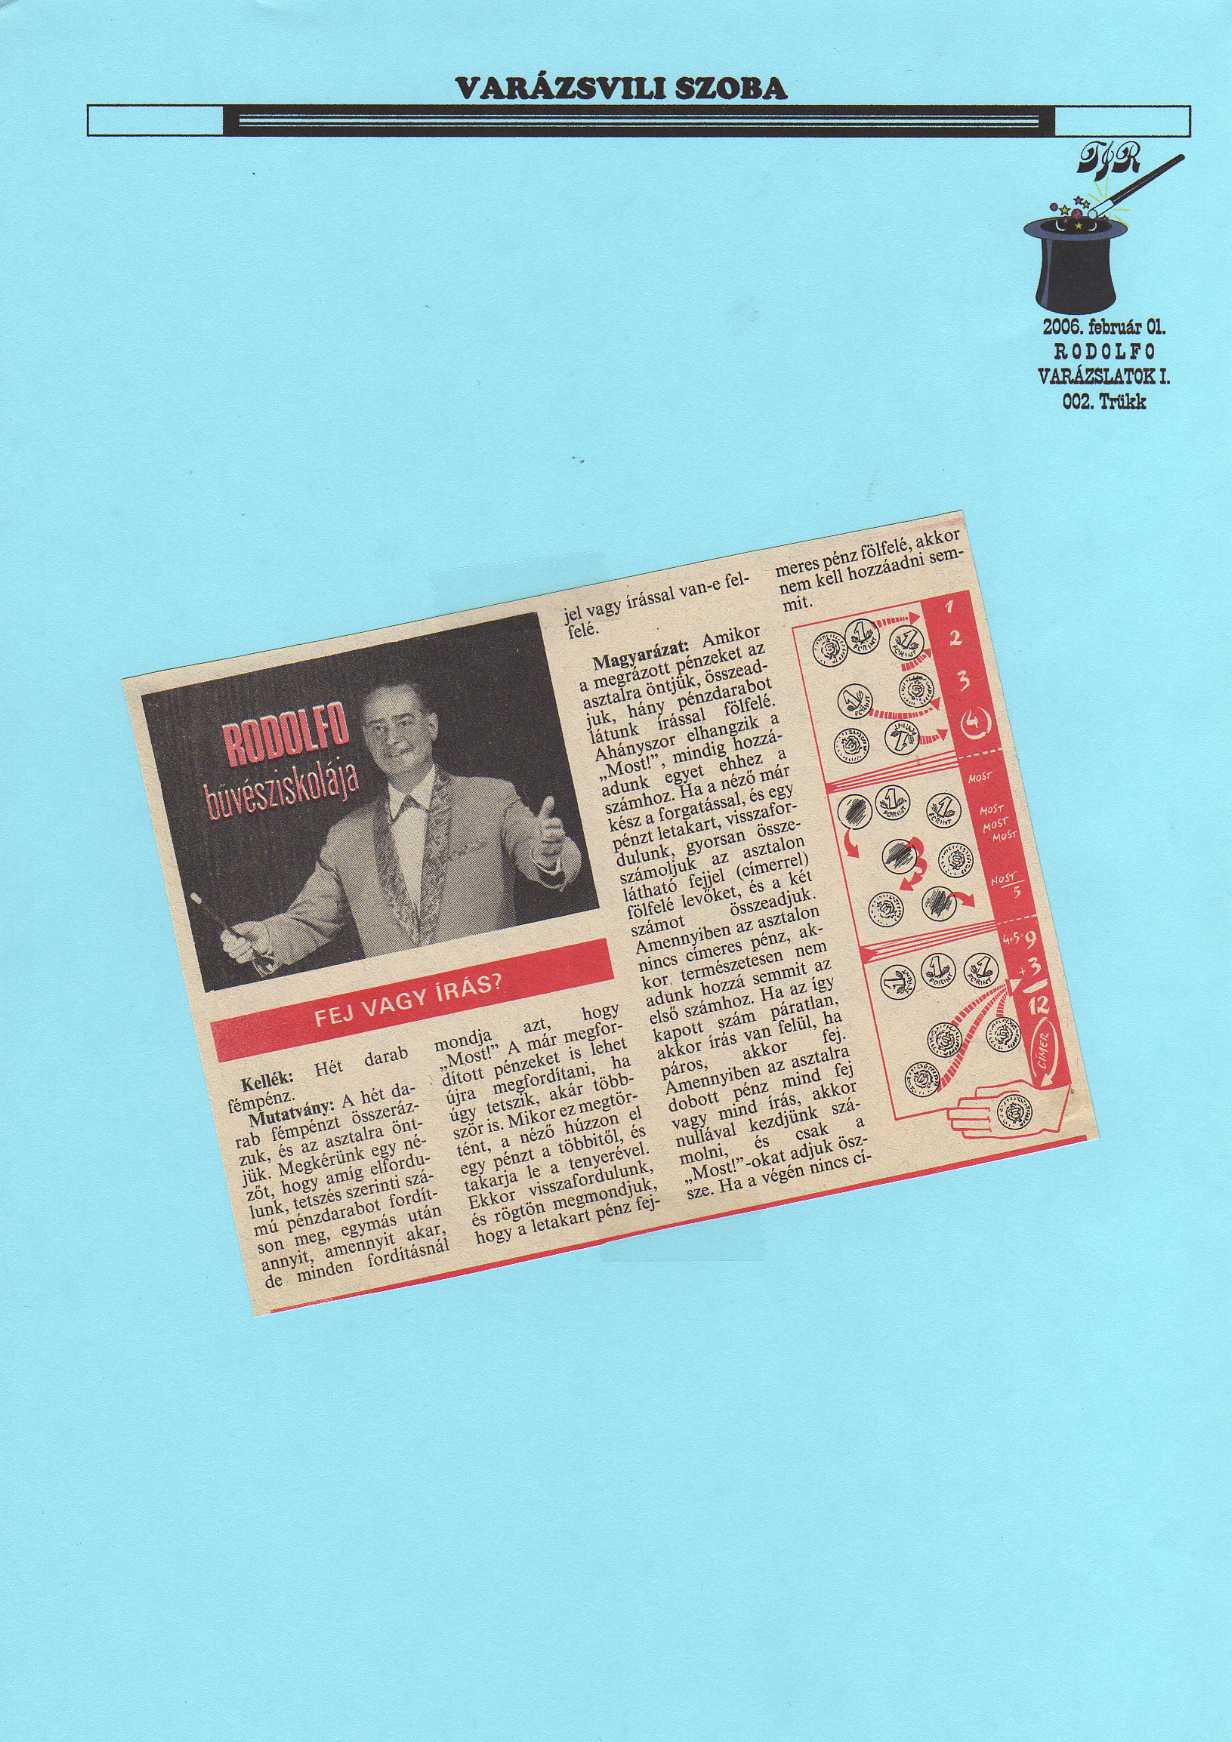 VARÁZSVILI SZOBA
TJR
2006. február 01.
RODOLFO
VARÁZSLATOK I.
002. Trükk
RODOLFO
bűvésziskolája
FEJ VAGY ÍRÁS?
Kellék: Hét darab
fémpénz.
Mutatvány: A hét da-
rab fémpénzt összeráz-
zuk, és az asztalra önt-
jük. Megkérünk egy né-
zőt, hogy amíg elfordu-
lunk, tetszés szerinti szá-
mú pénzdarabot fordít-
son meg, egymás után
annyit, amennyit akar,
de minden fordításnál
mondja azt, hogy
„Most!” A már megfor-
dított pénzeket is lehet
újra megfordítani, ha
úgy tetszik, akár több-
ször is. Mikor ez megtör-
tént, a néző húzzon el
egy pénzt a többitől, és
takarja le a tenyerével.
Ekkor visszafordulunk,
és rögtön megmondjuk,
hogy a letakart pénz fej-
jel vagy írással van-e fel-
felé.
Magyarázat: Amikor
a megrázott pénzeket az
asztalra öntjük, összead-
juk, hány pénzdarabot
látunk írással fölfelé.
Ahányszor elhangzik a
„Most!”, mindig hozzá-
adunk egyet ehhez a
számhoz. Ha a néző már
kész a forgatással, és egy
pénzt letakart, visszafor-
dulunk, gyorsan össze-
számoljuk az asztalon
látható fejjel (címerrel)
fölfelé levőket, és a két
számot összeadjuk.
Amennyiben az asztalon
nincs címeres pénz, ak-
kor természetesen nem
adunk hozzá semmit az
első számhoz. Ha az így
kapott szám páratlan,
akkor írás van felül, ha
páros, akkor fej.
Amennyiben az asztalra
dobott pénz mind fej
vagy mind írás, akkor
nullával kezdjünk szá-
molni, és csak a
„Most!”-okat adjuk ösz-
sze. Ha a végén nincs cí-
meres pénz fölfelé, akkor
nem kell hozzáadni sem-
mit.
1
2
3
4
MOST
MOST
MOST
MOST
MOST
5
4+5=9
+3
12
CÍMER
1 FORINT